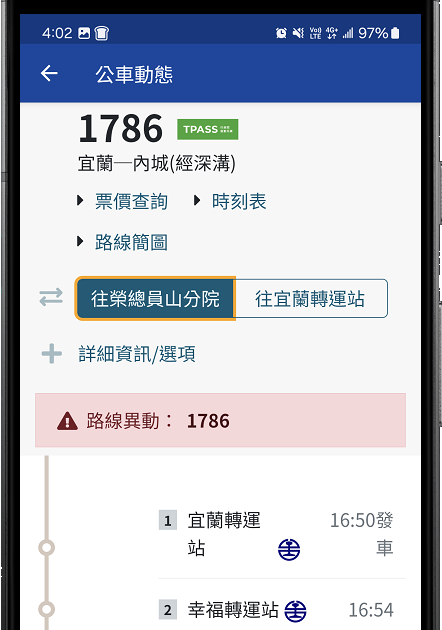 4:02
Vo)) LTE 4G+ 97%
公車動態
1786 TPASS
宜蘭─內城(經深溝)
票價查詢 時刻表
路線簡圖
往榮總員山分院 往宜蘭轉運站
詳細資訊/選項
路線異動： 1786
1 宜蘭轉運 16:50發
站 車
2 幸福轉運站 16:54